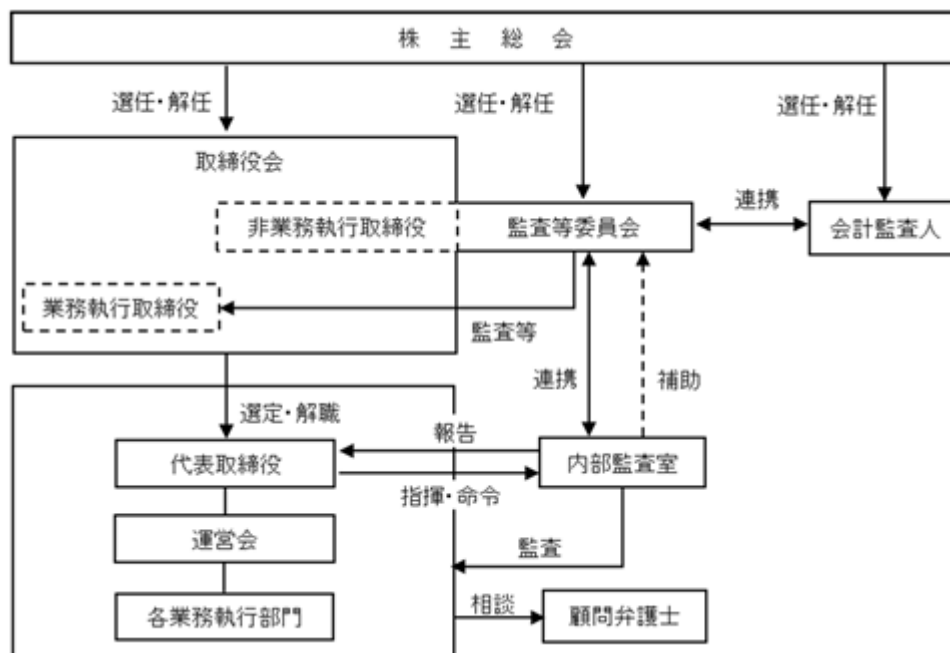 株主総会
選任・解任
選任・解任
選任・解任
取締役会
非業務執行取締役
監査等委員会
連携
会計監査人
業務執行取締役
監査等
連携
補助
選定・解職
報告
代表取締役
内部監査室
指揮・命令
運営会
監査
各業務執行部門
相談
顧問弁護士